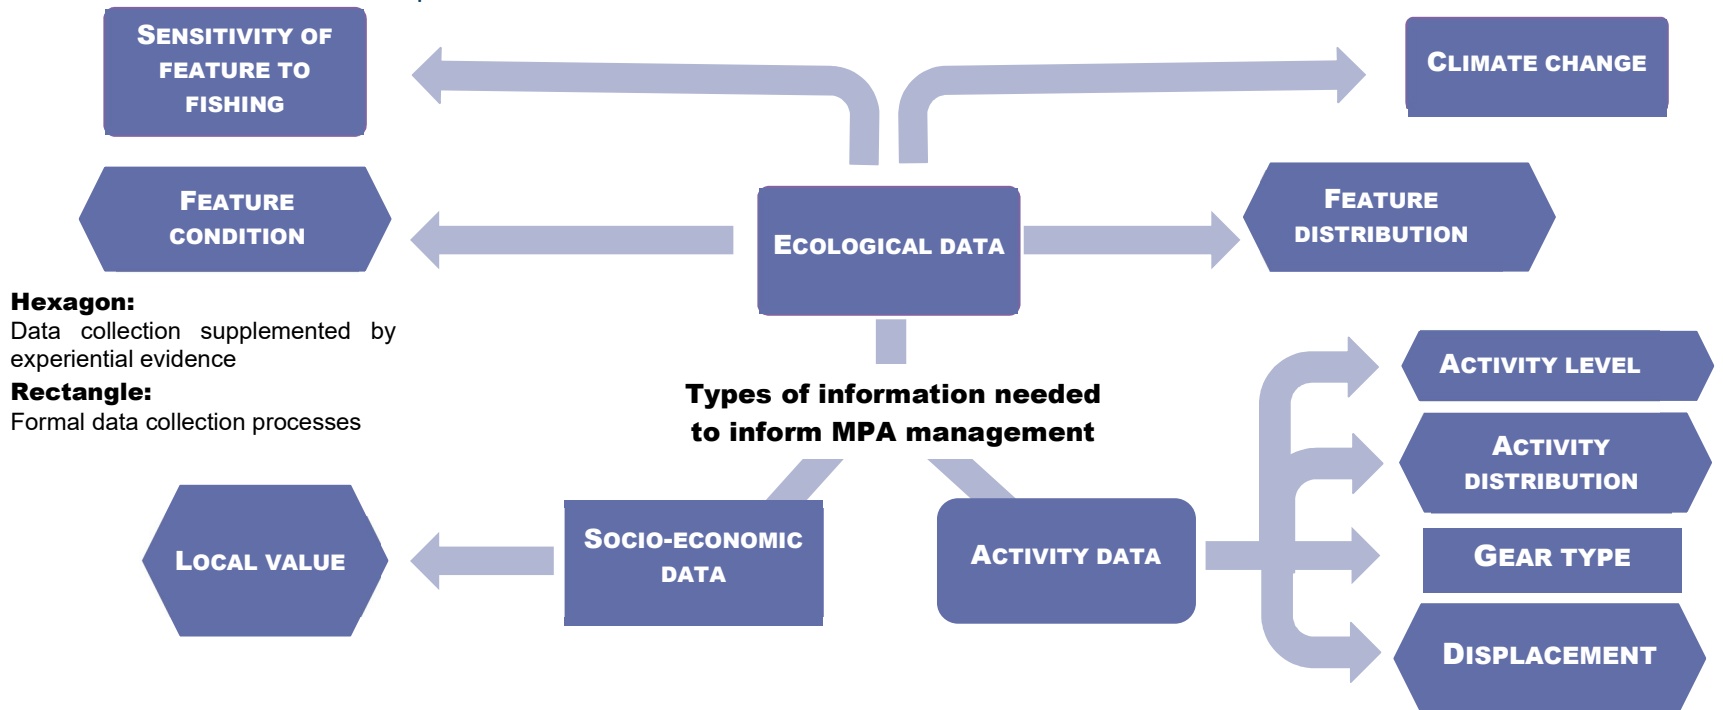 SENSITIVITY OF
FEATURE TO
FISHING
CLIMATE CHANGE
FEATURE
CONDITION
ECOLOGICAL DATA
FEATURE
DISTRIBUTION
Hexagon:
Data collection supplemented by
experiential evidence
Rectangle:
Formal data collection processes
Types of information needed
to inform MPA management
ACTIVITY LEVEL
ACTIVITY
DISTRIBUTION
LOCAL VALUE
SOCIO-ECONOMIC
DATA
ACTIVITY DATA
GEAR TYPE
DISPLACEMENT